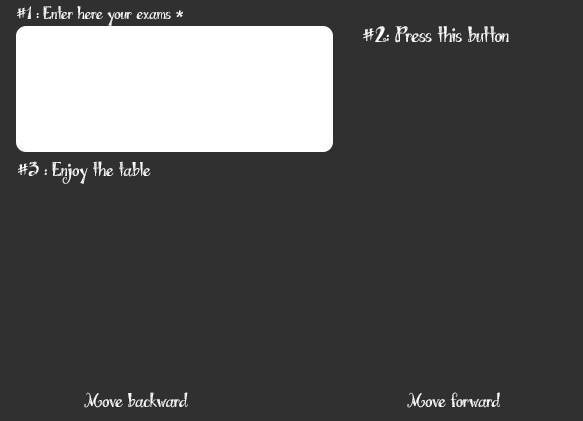 #1 : Enter here your exams *
#2: Press this button
#3 : Enjoy the table
Move backward
Move forward